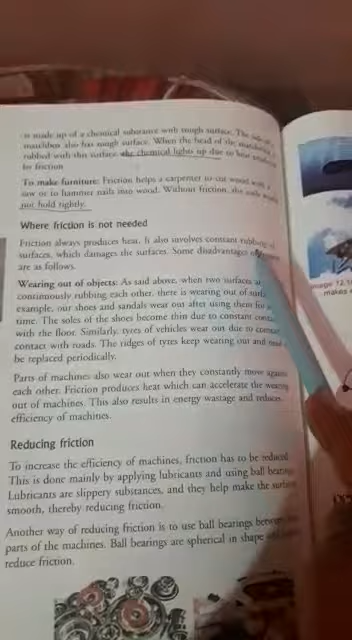 is made up of a chemical substance with rough surface. The side of
matchbox also has rough surface. When the head of the matchstick is
rubbed with this surface, the chemical lights up due to heat
to friction
To make furniture: Friction helps a carpenter to cut wood with a
saw or to hammer nails into wood. Without friction, the nails would
not hold tightly.
Where friction is not needed
Friction always produces heat. It also involves constant rubbing of
surfaces, which damages the surfaces. Some disadvantages of
are as follows.
Wearing out of objects: As said above, when two surfaces
continuously rubbing each other, there is wearing out of
example, our shoes and sandals wear out after using them for
time. The soles of the shoes become thin due to constant
with the floor. Similarly, tyres of vehicles wear out due to
contact with roads. The ridges of tyres keep wearing out and need
be replaced periodically.
Parts of machines also wear out when they constantly move against
each other. Friction produces heat which can accelerate the wearing
out of machines. This also results in energy wastage and reduces
efficiency of machines.
Reducing friction
To increase the efficiency of machines, friction has to be reduced.
This is done mainly by applying lubricants and using ball
Lubricants are slippery substances, and they help make the
smooth, thereby reducing friction.
Another way of reducing friction is to use ball bearings between
parts of the machines. Ball bearings are spherical in shape
reduce friction.